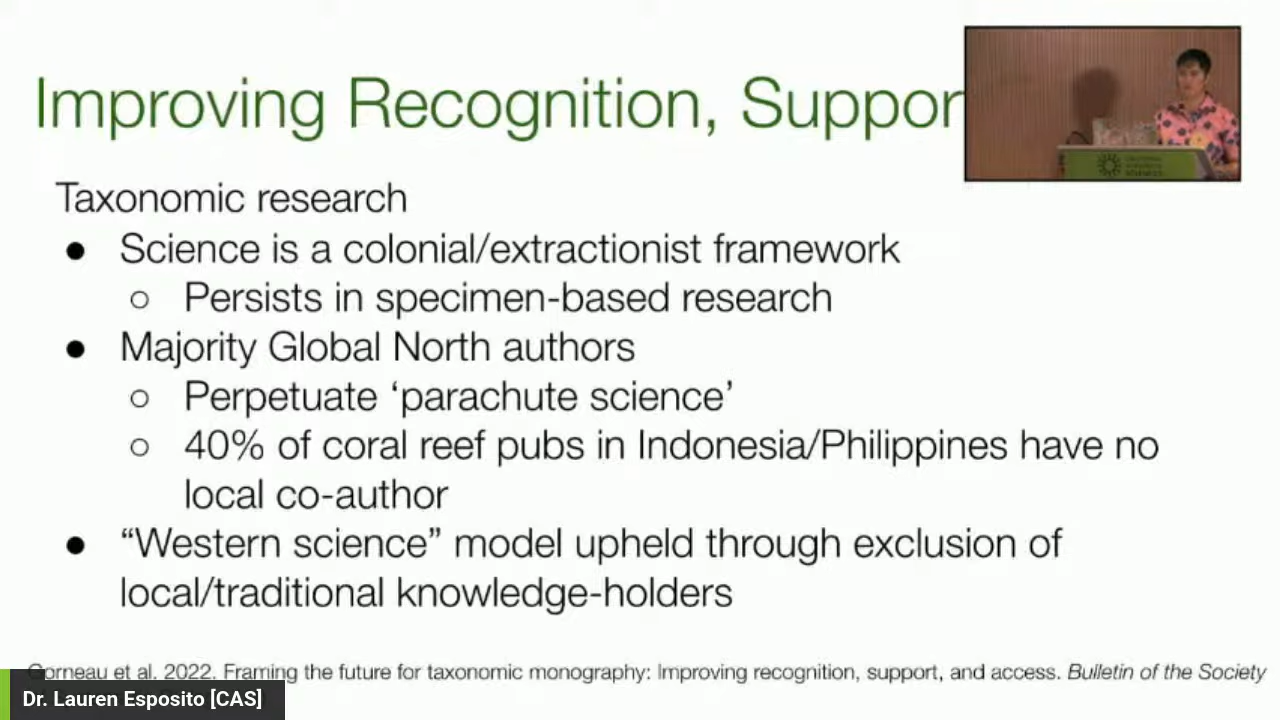 Improving Recognition, Suppor
Taxonomic research
● Science is a colonial/extractionist framework
○ Persists in specimen-based research
● Majority Global North authors
○ Perpetuate ‘parachute science’
○ 40% of coral reef pubs in Indonesia/Philippines have no
local co-author
● “Western science” model upheld through exclusion of
local/traditional knowledge-holders
Gorneau et al. 2022. Framing the future for taxonomic monography: Improving recognition, support, and access. Bulletin of the Society
Dr. Lauren Esposito [CAS]